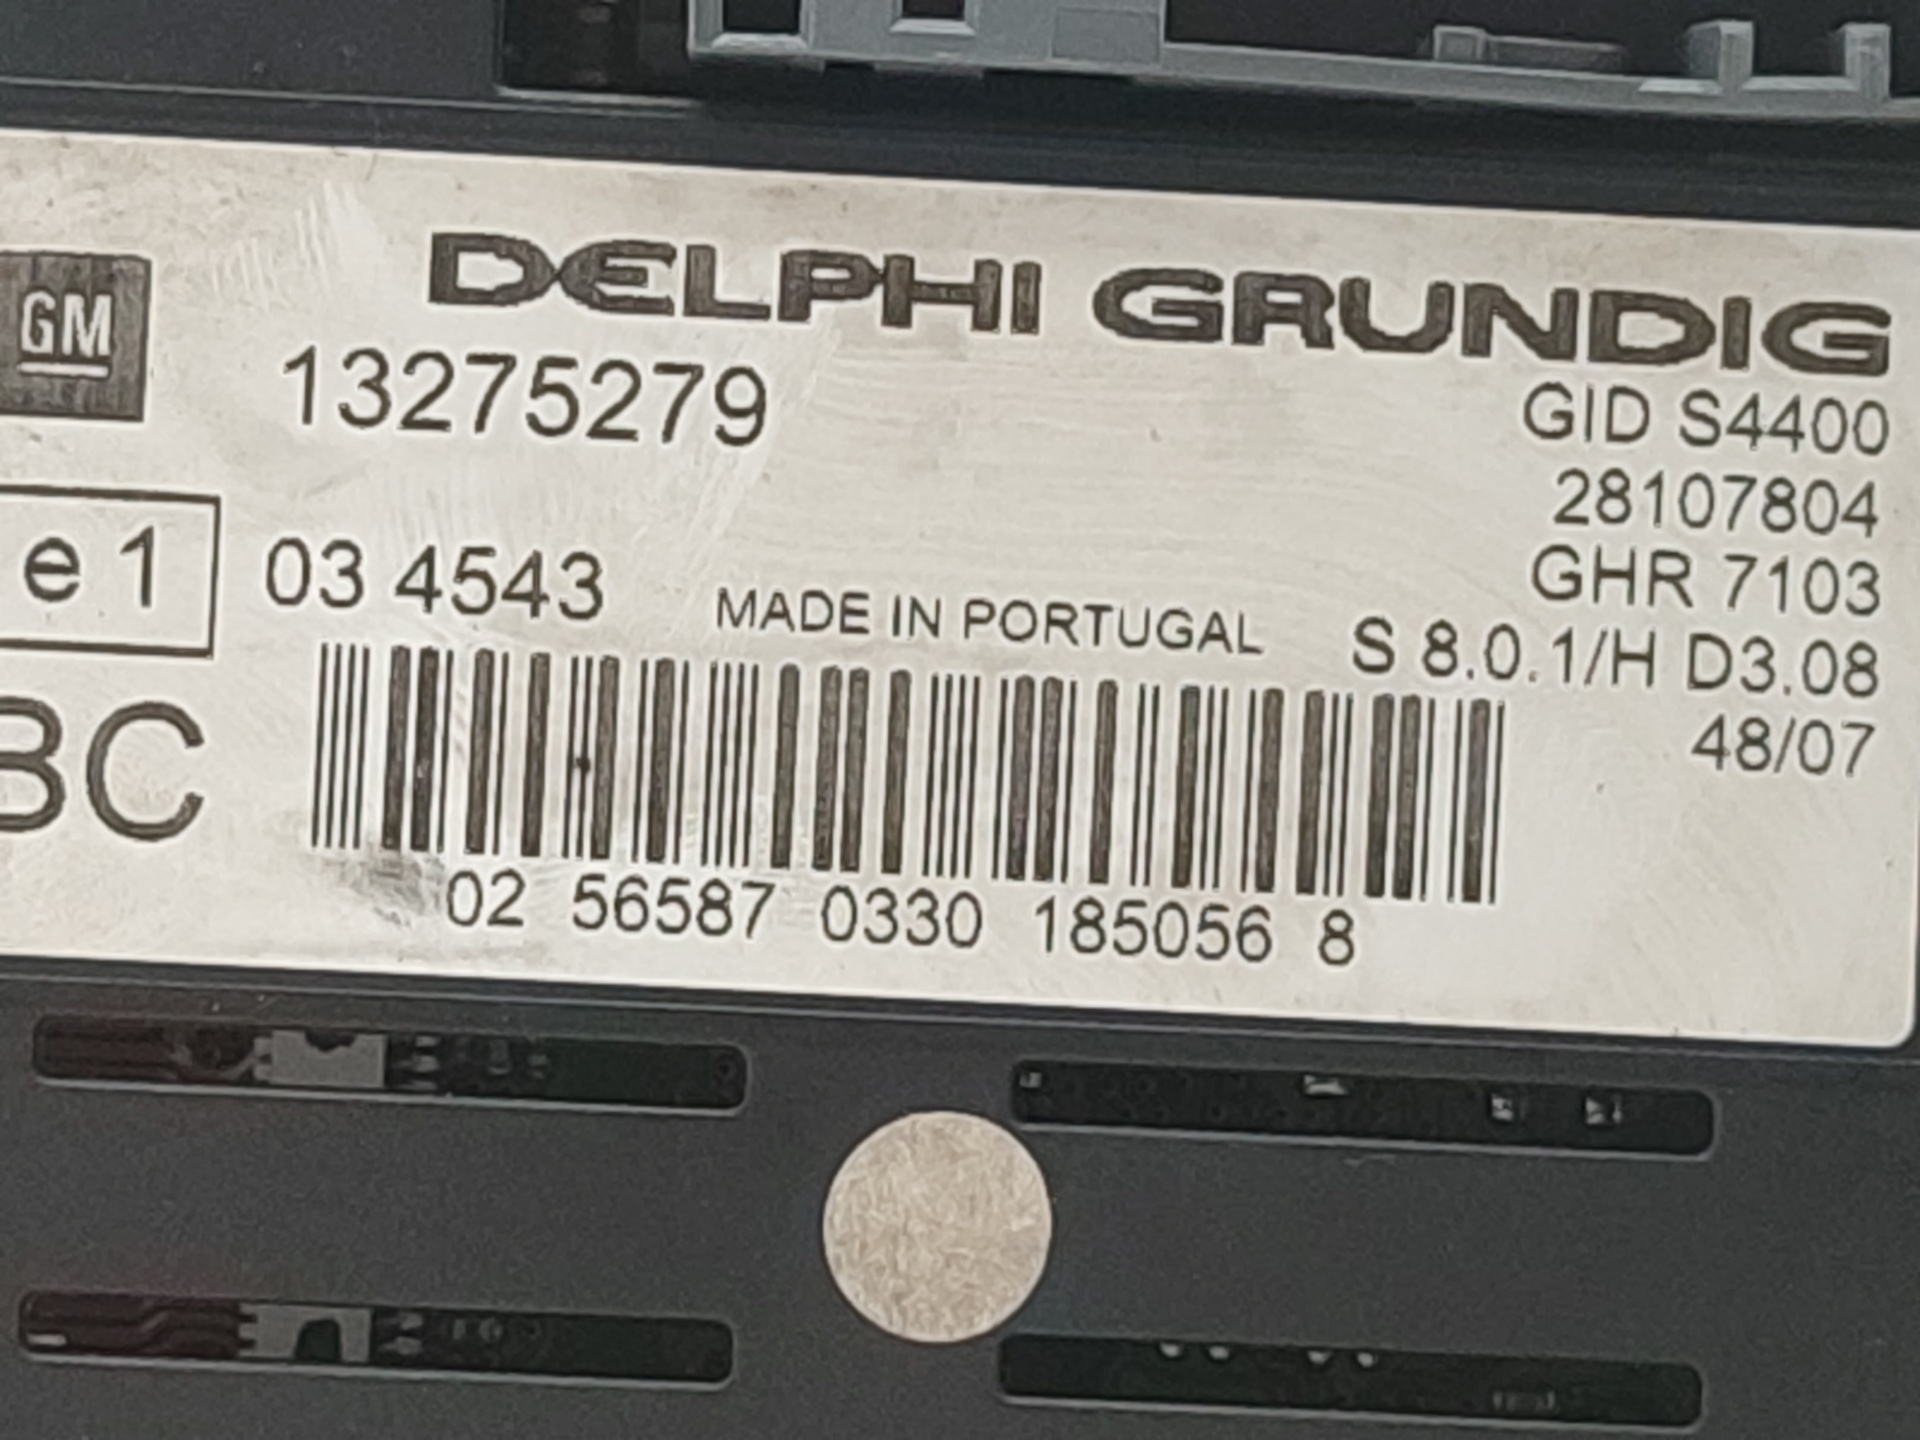 DELPHI GRUNDIG
GM
13275279
GID S4400
28107804
GHR 7103
e1
03 4543
MADE IN PORTUGAL
S 8.0.1/H D3.08
48/07
BC
02 56587 0330 185056 8